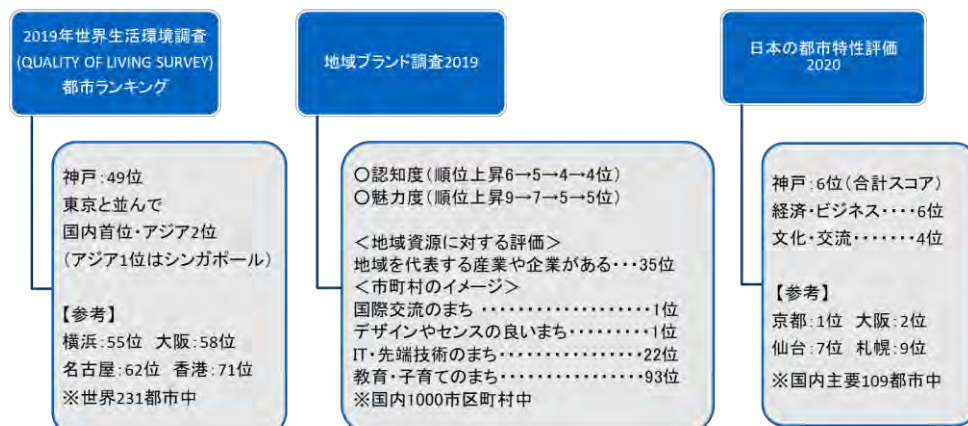 2019年世界生活環境調査
(QUALITY OF LIVING SURVEY)
都市ランキング
神戸:49位
東京と並んで
国内首位・アジア2位
(アジア1位はシンガポール)
【参考】
横浜:55位 大阪:58位
名古屋:62位 香港:71位
※世界231都市中
地域ブランド調査2019
○認知度(順位上昇6→5→4→4位)
○魅力度(順位上昇9→7→5→5位)
<地域資源に対する評価>
地域を代表する産業や企業がある・・・35位
<市町村のイメージ>
国際交流のまち ・・・・・・・・・・・・・・・・・・・1位
デザインやセンスの良いまち・・・・・・・・・1位
IT・先端技術のまち・・・・・・・・・・・・・・・・22位
教育・子育てのまち・・・・・・・・・・・・・・・・93位
※国内1000市区町村中
日本の都市特性評価
2020
神戸:6位(合計スコア)
経済・ビジネス・・・・6位
文化・交流・・・・・・・4位
【参考】
京都:1位 大阪:2位
仙台:7位 札幌:9位
※国内主要109都市中